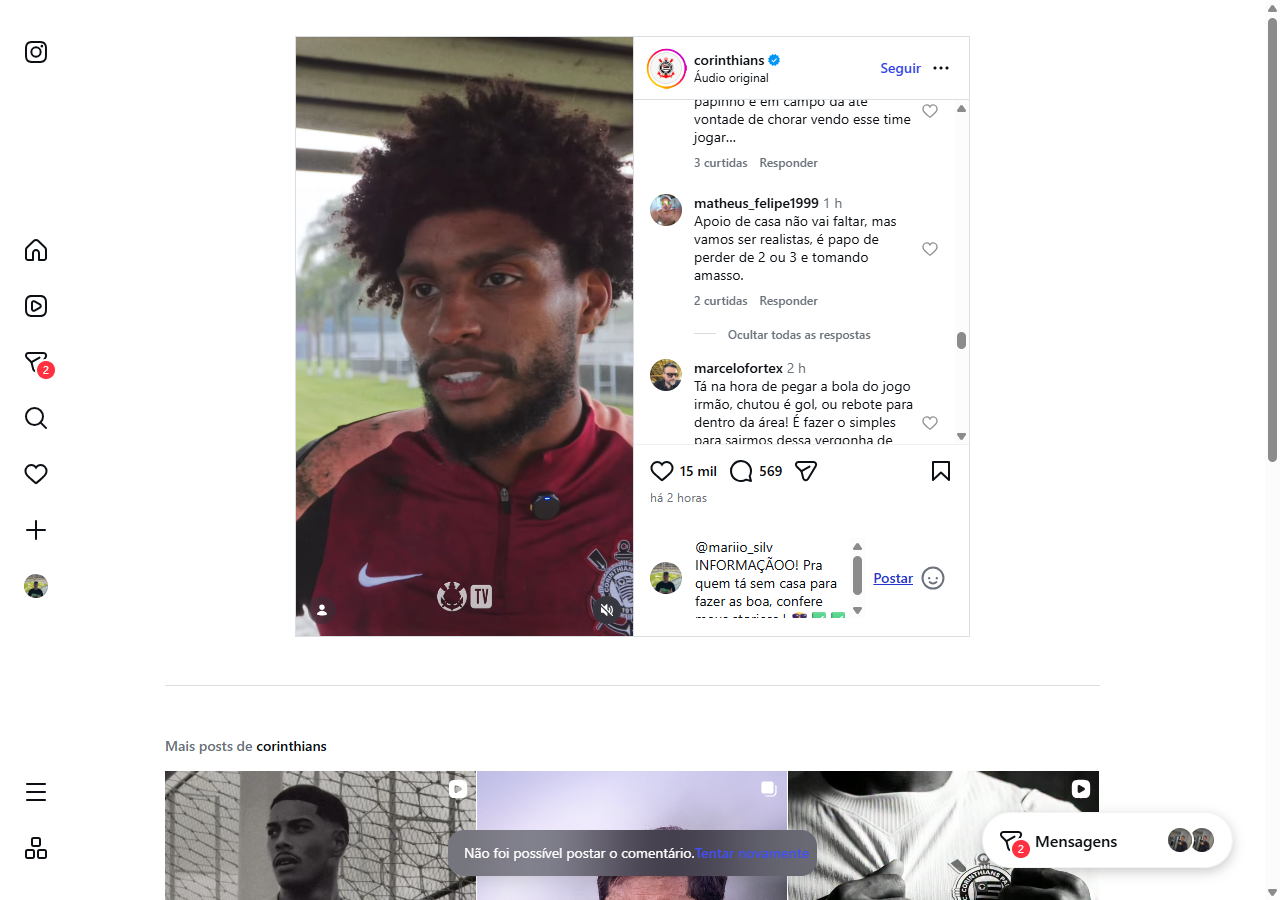 corinthians
Áudio original
Seguir
papinho e em campo dá até
vontade de chorar vendo esse time
jogar...
3 curtidas Responder
matheus_felipe1999 1 h
Apoio de casa não vai faltar, mas
vamos ser realistas, é papo de
perder de 2 ou 3 e tomando
amasso.
2 curtidas Responder
Ocultar todas as respostas
marcelofortex 2 h
Tá na hora de pegar a bola do jogo
irmão, chutou é gol, ou rebote para
dentro da área! É fazer o simples
para sairmos dessa vergonha de
15 mil 569
há 2 horas
@mariio_silv
INFORMAÇÃOO! Pra
quem tá sem casa para
fazer as boa, confere
Postar
2
TV
Mais posts de corinthians
Não foi possível postar o comentário. Tentar novamente
2
Mensagens